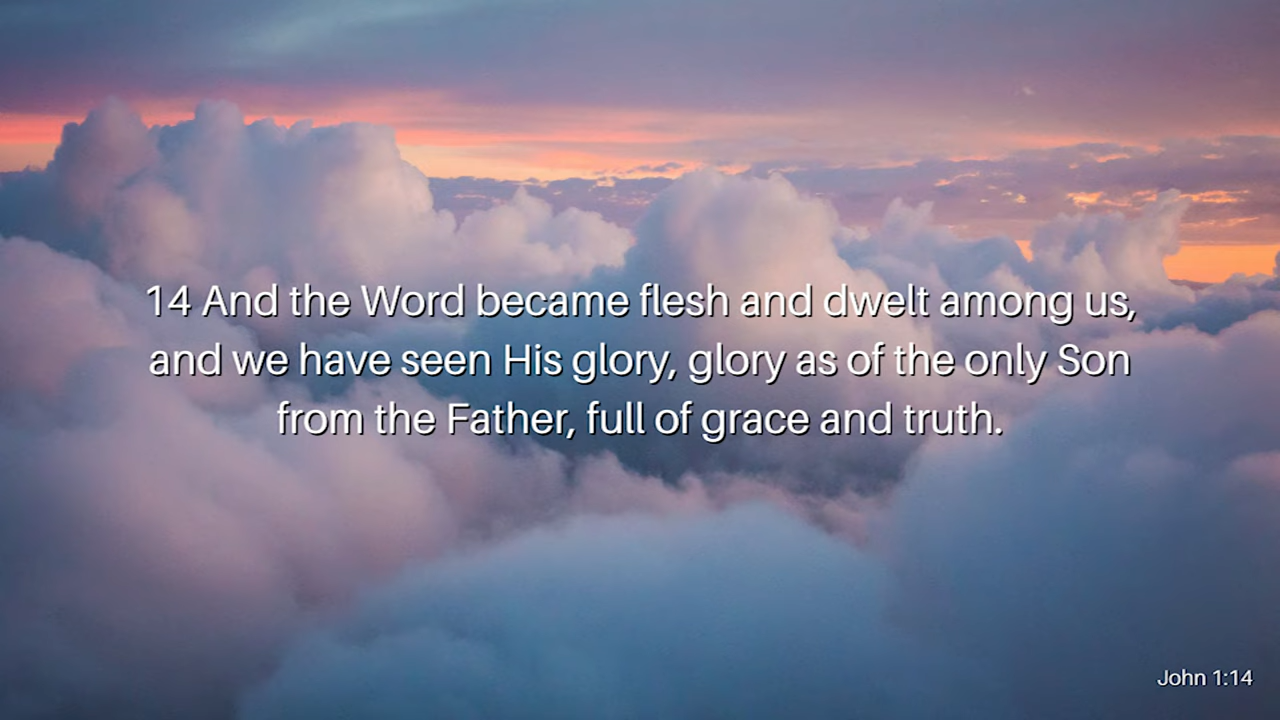 14 And the Word became flesh and dwelt among us,
and we have seen His glory, glory as of the only Son
from the Father, full of grace and truth.
John 1:14